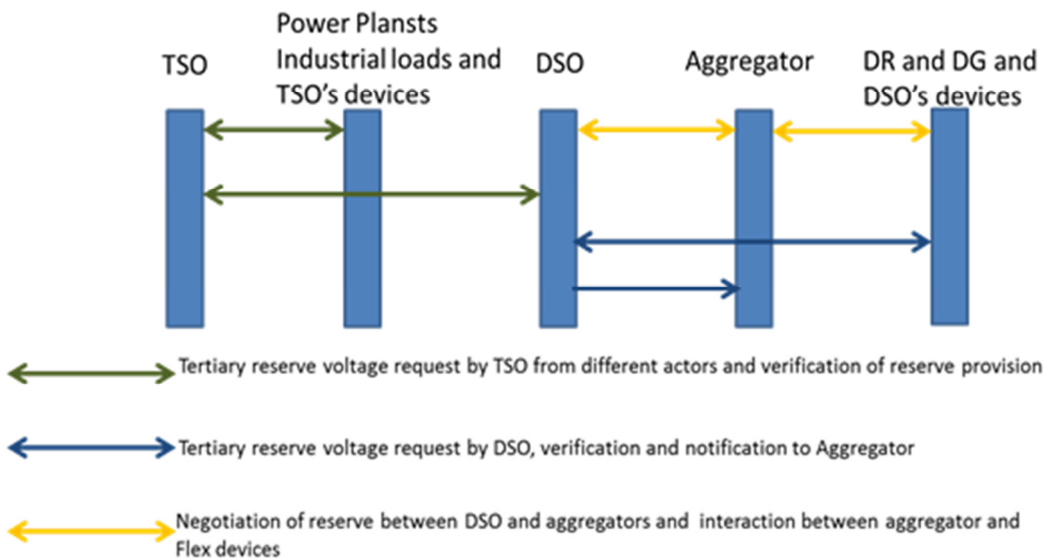 TSO
Power Plansts
Industrial loads and
TSO's devices
DSO
Aggregator
DR and DG and
DSO's devices
Tertiary reserve voltage request by TSO from different actors and verification of reserve provision
Tertiary reserve voltage request by DSO, verification and notification to Aggregator
Negotiation of reserve between DSO and aggregators and interaction between aggregator and
Flex devices